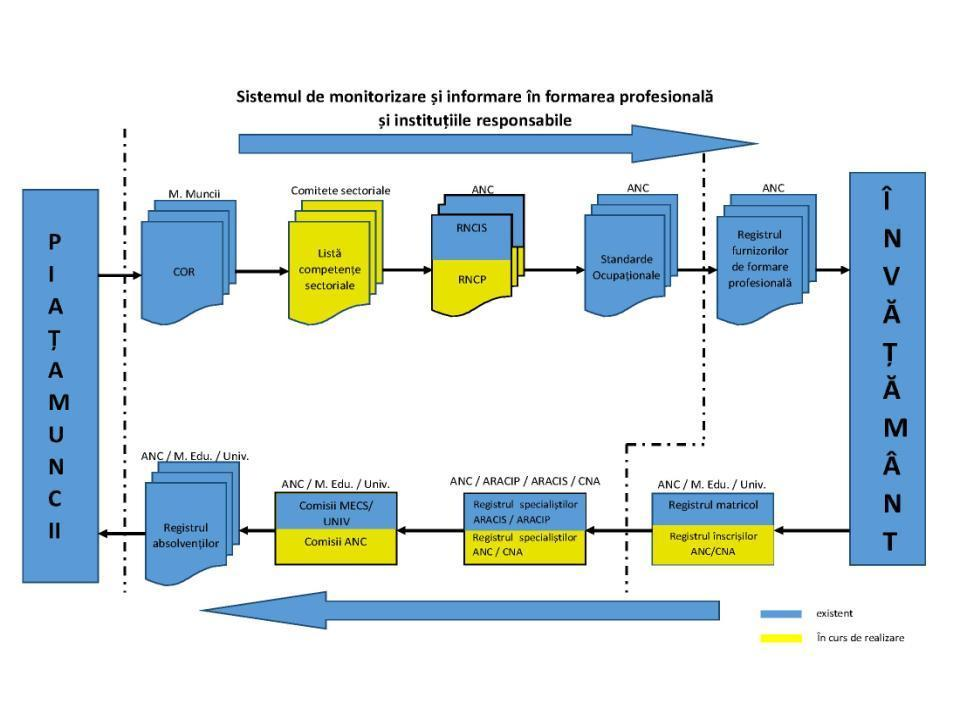 Sistemul de monitorizare și informare în formarea profesională
și instituțiile responsabile
PIAȚA MUNCII
M. Muncii
COR
Comitete sectoriale
Listă
competențe
sectoriale
ANC
RNCIS
RNCP
ANC
Standarde
Ocupaționale
ANC
Registrul
furnizorilor
de formare
profesională
ÎNVĂȚĂMÂNT
ANC / M. Edu. / Univ.
Registrul
absolvenților
ANC / M. Edu. / Univ.
Comisii MECS/
UNIV
Comisii ANC
ANC / ARACIP / ARACIS / CNA
Registrul specialiștilor
ARACIS / ARACIP
Registrul specialiștilor
ANC / CNA
ANC / M. Edu. / Univ.
Registrul matricol
Registrul înscrișilor
ANC/CNA
existent
În curs de realizare